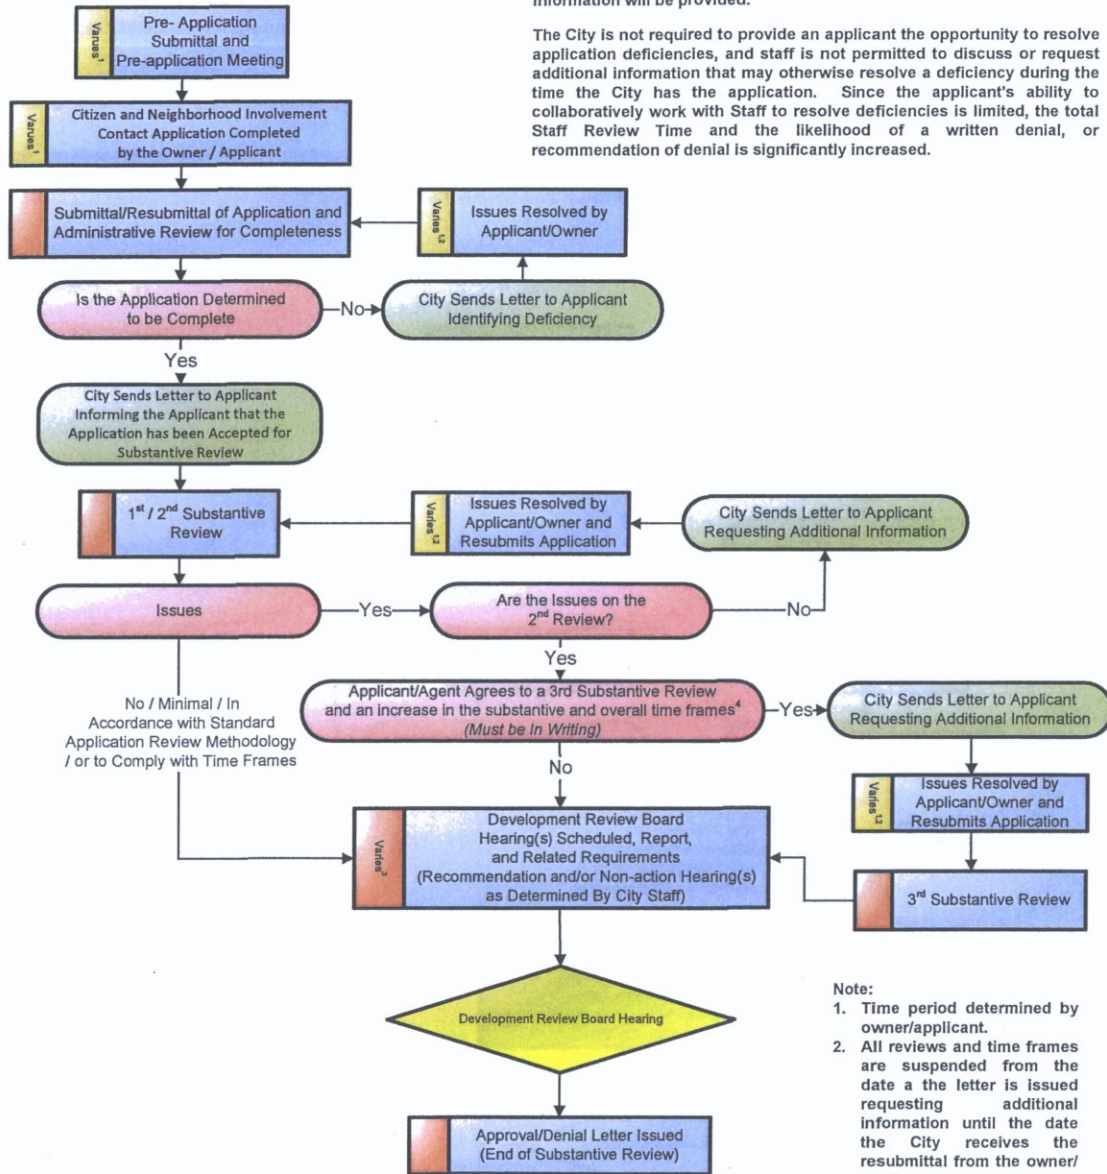 Information will be provided.
The City is not required to provide an applicant the opportunity to resolve
application deficiencies, and staff is not permitted to discuss or request
additional information that may otherwise resolve a deficiency during the
time the City has the application. Since the applicant's ability to
collaboratively work with Staff to resolve deficiencies is limited, the total
Staff Review Time and the likelihood of a written denial, or
recommendation of denial is significantly increased.
Varues¹
Pre- Application
Submittal and
Pre-application Meeting
Varues¹
Citizen and Neighborhood Involvement
Contact Application Completed
by the Owner / Applicant
Submittal/Resubmittal of Application and
Administrative Review for Completeness
Varies¹,²
Issues Resolved by
Applicant/Owner
Is the Application Determined
to be Complete
No
City Sends Letter to Applicant
Identifying Deficiency
Yes
City Sends Letter to Applicant
Informing the Applicant that the
Application has been Accepted for
Substantive Review
1st / 2nd Substantive
Review
Varies¹,²
Issues Resolved by
Applicant/Owner and
Resubmits Application
City Sends Letter to Applicant
Requesting Additional Information
Issues
Yes
Are the Issues on the
2nd Review?
No
Yes
No / Minimal / In
Accordance with Standard
Application Review Methodology
/ or to Comply with Time Frames
Applicant/Agent Agrees to a 3rd Substantive Review
and an increase in the substantive and overall time frames⁴
(Must be In Writing)
Yes
City Sends Letter to Applicant
Requesting Additional Information
No
Varies¹,²
Issues Resolved by
Applicant/Owner and
Resubmits Application
Varies³
Development Review Board
Hearing(s) Scheduled, Report,
and Related Requirements
(Recommendation and/or Non-action Hearing(s)
as Determined By City Staff)
3rd Substantive Review
Development Review Board Hearing
Approval/Denial Letter Issued
(End of Substantive Review)
Note:
1. Time period determined by
owner/applicant.
2. All reviews and time frames
are suspended from the
date a the letter is issued
requesting additional
information until the date
the City receives the
resubmittal from the owner/